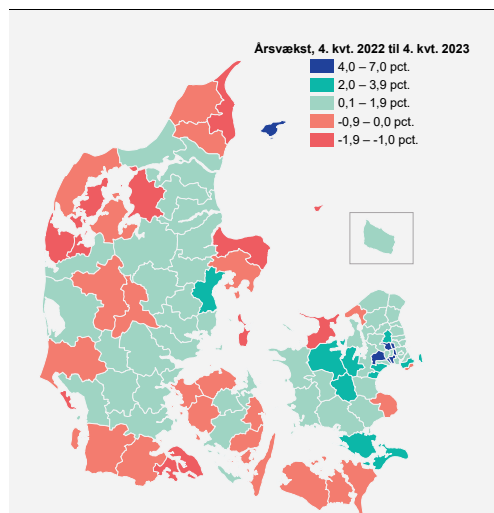 Årsvækst, 4. kvt. 2022 til 4. kvt. 2023
4,0 – 7,0 pct.
2,0 – 3,9 pct.
0,1 – 1,9 pct.
-0,9 – 0,0 pct.
-1,9 – -1,0 pct.